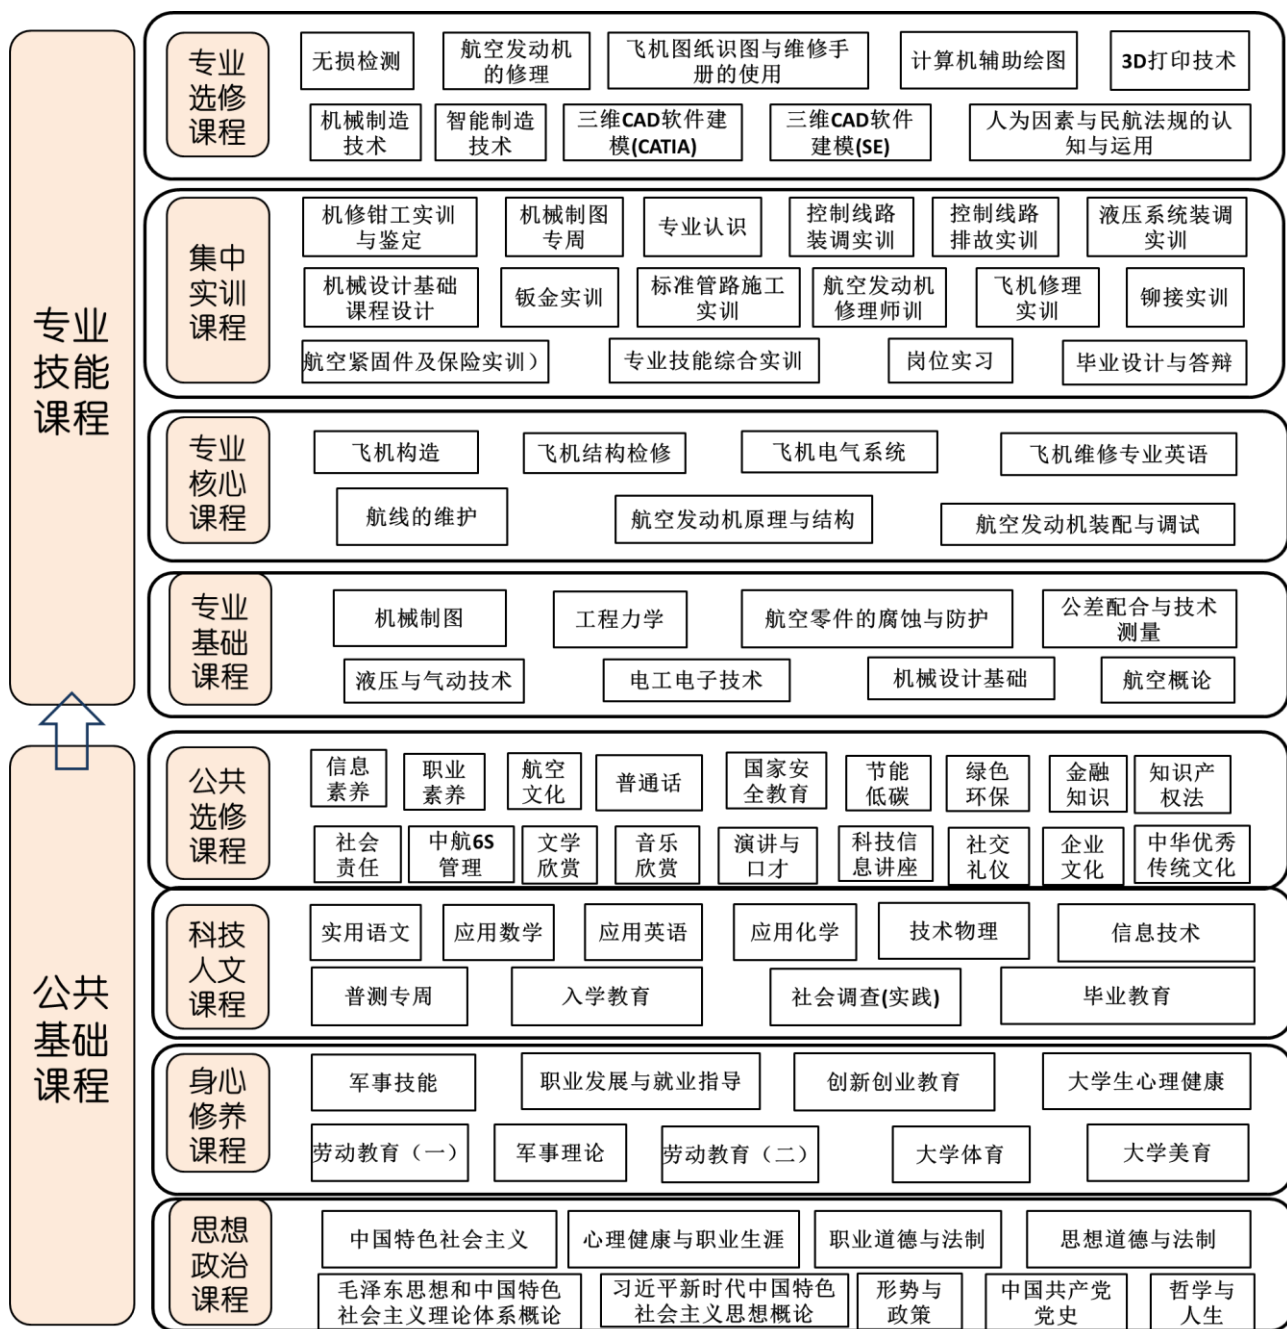 专业
技能
课程
专业
选修
课程
无损检测
航空发动机
的修理
飞机图纸识图与维修手
册的使用
计算机辅助绘图
3D打印技术
机械制造
技术
智能制造
技术
三维CAD软件建
模(CATIA)
三维CAD软件
建模(SE)
人为因素与民航法规的认
知与运用
集中
实训
课程
机修钳工实训
与鉴定
机械制图
专周
专业认识
控制线路
装调实训
控制线路
排故实训
液压系统装调
实训
机械设计基础
课程设计
钣金实训
标准管路施工
实训
航空发动机
修理师训
飞机修理
实训
铆接实训
航空紧固件及保险实训）
专业技能综合实训
岗位实习
毕业设计与答辩
专业
核心
课程
飞机构造
飞机结构检修
飞机电气系统
飞机维修专业英语
航线的维护
航空发动机原理与结构
航空发动机装配与调试
专业
基础
课程
机械制图
工程力学
航空零件的腐蚀与防护
公差配合与技术
测量
液压与气动技术
电工电子技术
机械设计基础
航空概论
公共
基础
课程
公共
选修
课程
信息
素养
职业
素养
航空
文化
普通话
国家安
全教育
节能
低碳
绿色
环保
金融
知识
知识产
权法
社会
责任
中航6S
管理
文学
欣赏
音乐
欣赏
演讲与
口才
科技信
息讲座
社交
礼仪
企业
文化
中华优秀
传统文化
科技
人文
课程
实用语文
应用数学
应用英语
应用化学
技术物理
信息技术
普测专周
入学教育
社会调查(实践)
毕业教育
身心
修养
课程
军事技能
职业发展与就业指导
创新创业教育
大学生心理健康
劳动教育（一）
军事理论
劳动教育（二）
大学体育
大学美育
思想
政治
课程
中国特色社会主义
心理健康与职业生涯
职业道德与法制
思想道德与法制
毛泽东思想和中国特色
社会主义理论体系概论
习近平新时代中国特色
社会主义思想概论
形势与
政策
中国共产党
党史
哲学与
人生